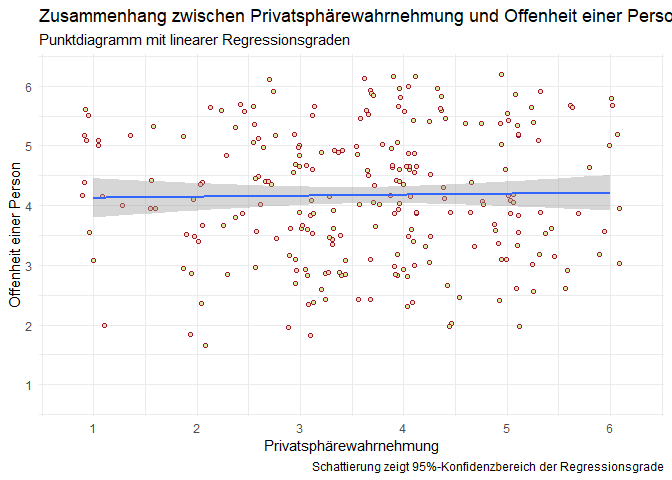 Zusammenhang zwischen Privatsphärewahrnehmung und Offenheit einer Perso
Punktdiagramm mit linearer Regressionsgraden
Offenheit einer Person
6
5
4
3
2
1
1 2 3 4 5 6
Privatsphärewahrnehmung
Schattierung zeigt 95%-Konfidenzbereich der Regressionsgrade